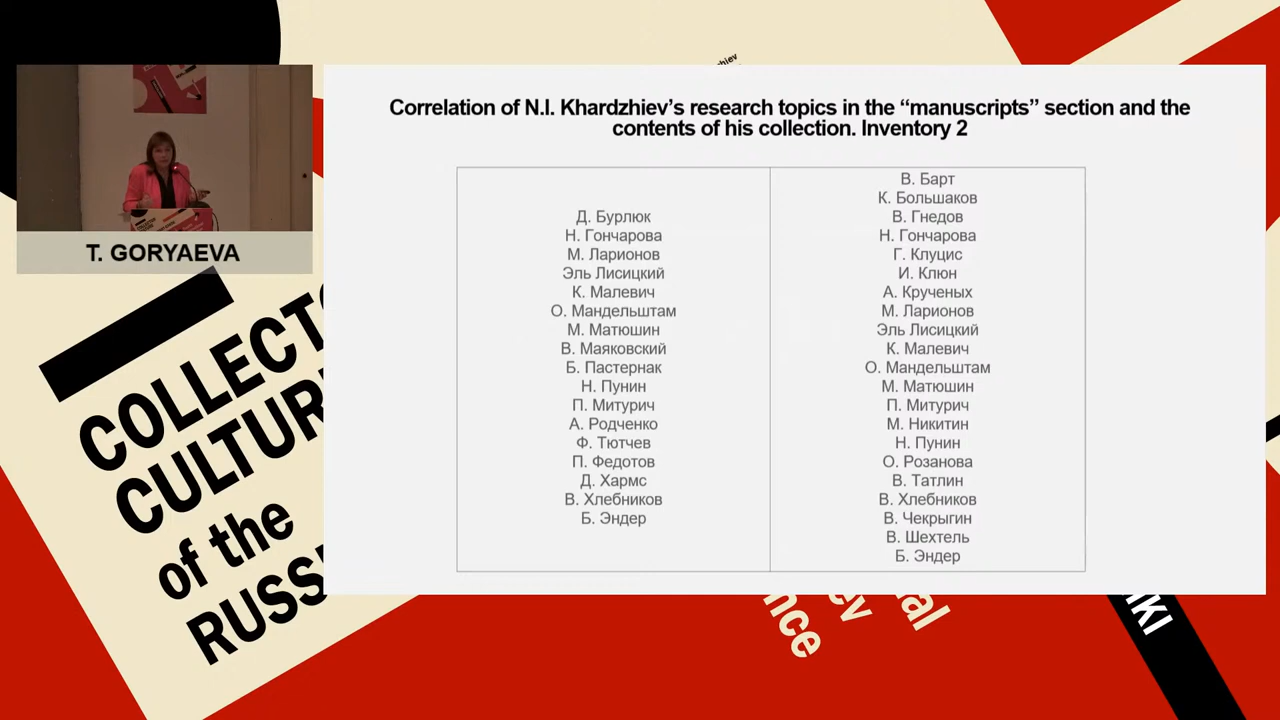 Correlation of N.I. Khardzhiev’s research topics in the “manuscripts” section and the
contents of his collection. Inventory 2
Д. Бурлюк
Н. Гончарова
М. Ларионов
Эль Лисицкий
К. Малевич
О. Мандельштам
М. Матюшин
В. Маяковский
Б. Пастернак
Н. Пунин
П. Митурич
А. Родченко
Ф. Тютчев
П. Федотов
Д. Хармс
В. Хлебников
Б. Эндер
В. Барт
К. Большаков
В. Гнедов
Н. Гончарова
Г. Клуцис
И. Клюн
А. Крученых
М. Ларионов
Эль Лисицкий
К. Малевич
О. Мандельштам
М. Матюшин
П. Митурич
М. Никитин
Н. Пунин
О. Розанова
В. Татлин
В. Хлебников
В. Чекрыгин
В. Шехтель
Б. Эндер
T. GORYAEVA
COLLECT
CULTUR
of the
RUSS